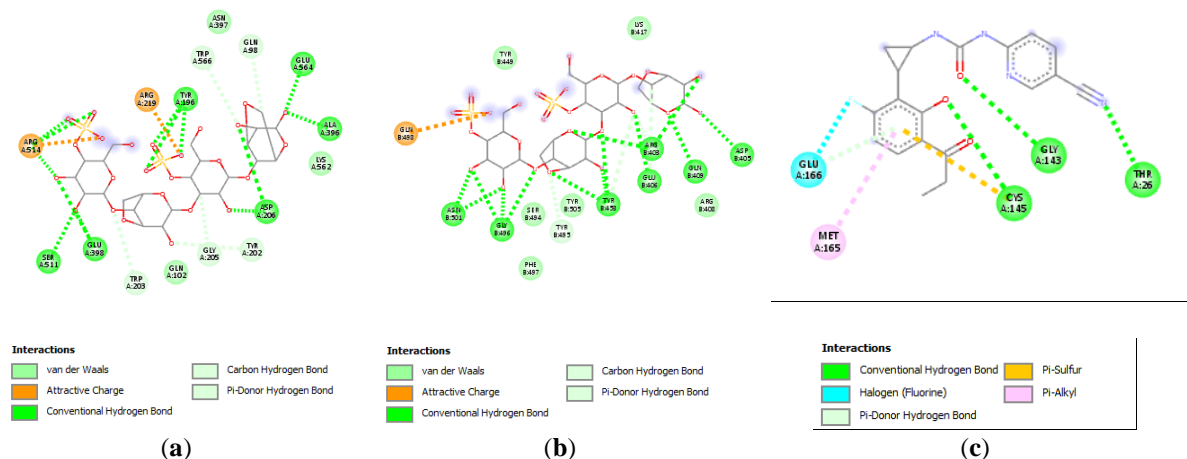 ASN
A:397
GLN
A:98
TRP
A:566
GLU
A:564
ARG
A:219
TYR
A:196
ARG
A:514
ALA
A:396
LYS
A:562
ASP
A:206
SER
A:511
GLU
A:398
GLY
A:205
TYR
A:202
TRP
A:203
GLN
A:102
Interactions
van der Waals
Attractive Charge
Conventional Hydrogen Bond
Carbon Hydrogen Bond
Pi-Donor Hydrogen Bond
(a)
LYS
B:417
TYR
B:449
GLN
B:498
ARG
B:403
ASP
B:405
GLU
B:406
GLN
B:409
ARG
B:408
ASN
B:501
GLY
B:496
SER
B:494
TYR
B:505
TYR
B:453
TYR
B:495
PHE
B:497
Interactions
van der Waals
Attractive Charge
Conventional Hydrogen Bond
Carbon Hydrogen Bond
Pi-Donor Hydrogen Bond
(b)
N
N
N
N
O
O
O
GLU
A:166
GLY
A:143
THR
A:26
CYS
A:145
MET
A:165
Interactions
Conventional Hydrogen Bond
Halogen (Fluorine)
Pi-Donor Hydrogen Bond
Pi-Sulfur
Pi-Alkyl
(c)